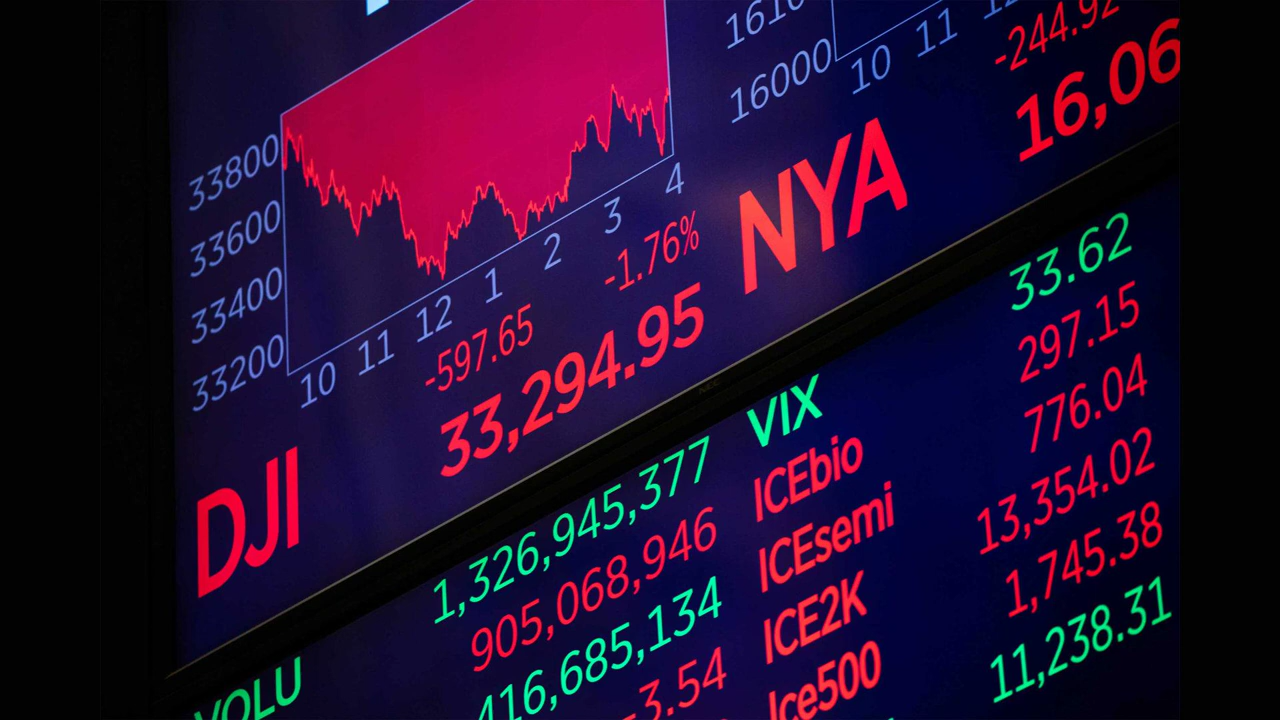 33800
33600
33400
33200
10 11 12 1 2 3 4
-597.65 -1.76%
DJI 33,294.95
16000
10 11
-244.92
NYA 16,06
VOLU 1,326,945,377
905,068,946
416,685,134
-3.54
VIX 33.62
ICEbio 297.15
ICEsemi 776.04
ICE2K 13,354.02
Ice500 1,745.38
11,238.31